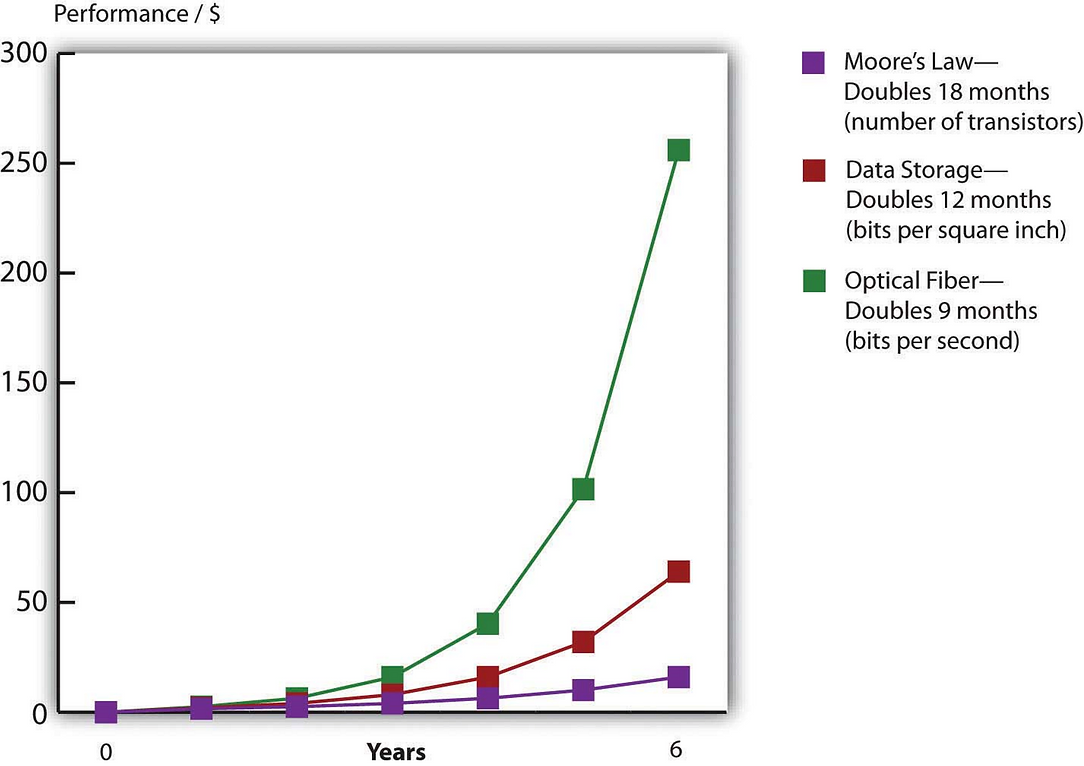 Performance / $
300
250
200
150
100
50
0
0 Years 6
Moore’s Law—
Doubles 18 months
(number of transistors)
Data Storage—
Doubles 12 months
(bits per square inch)
Optical Fiber—
Doubles 9 months
(bits per second)